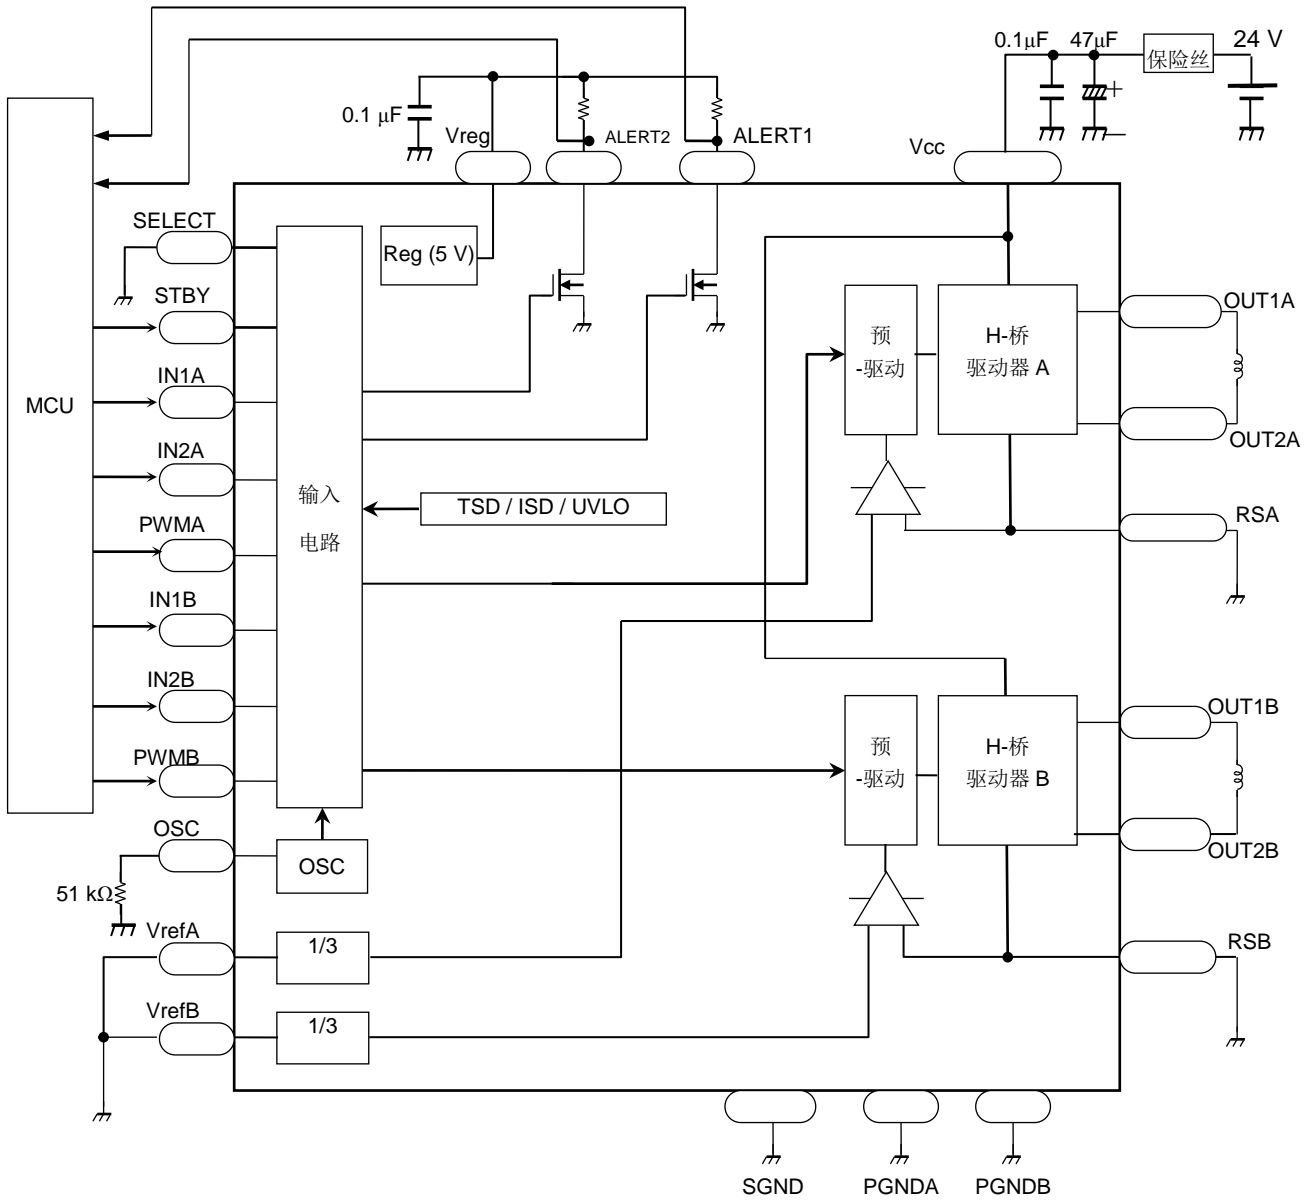 0.1μF
47μF
保险丝
24 V
0.1 μF
Vreg
ALERT2
ALERT1
Vcc
SELECT
Reg (5 V)
STBY
OUT1A
预
-驱动
H-桥
驱动器 A
IN1A
MCU
OUT2A
IN2A
输入
电路
TSD / ISD / UVLO
RSA
PWMA
IN1B
IN2B
OUT1B
PWMB
预
-驱动
H-桥
驱动器 B
OSC
OSC
OUT2B
51 kΩ
VrefA
1/3
RSB
VrefB
1/3
SGND
PGNDA
PGNDB